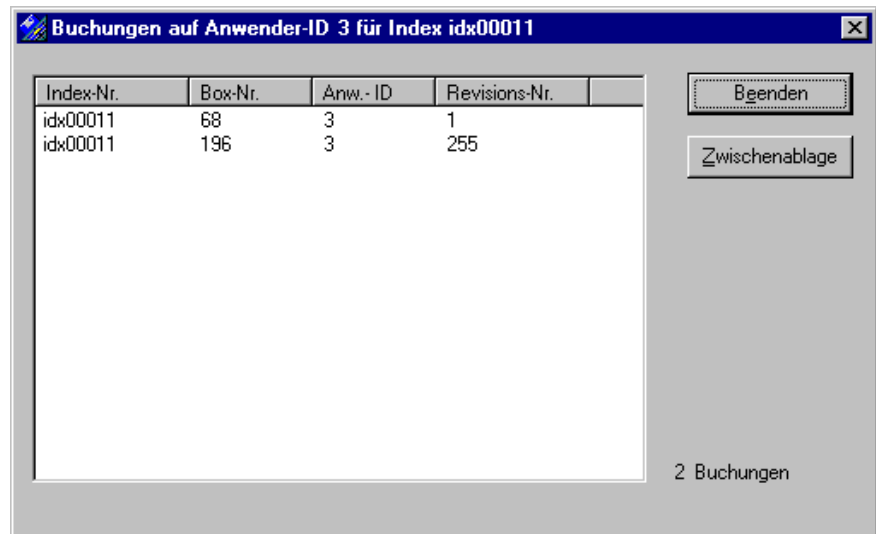 Buchungen auf Anwender-ID 3 für Index idx00011
Index-Nr. Box-Nr. Anw.- ID Revisions-Nr.
idx00011 68 3 1
idx00011 196 3 255
Beenden
Zwischenablage
2 Buchungen